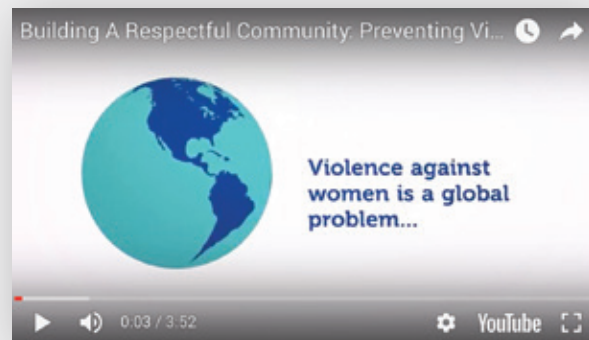 Building A Respectful Community: Preventing Vi...
Violence against
women is a global
problem...
0:03 / 3:52
YouTube